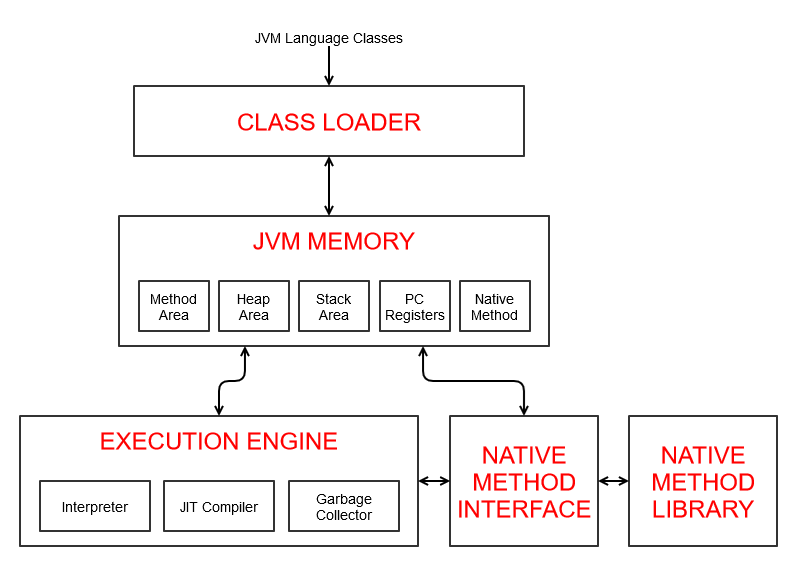 JVM Language Classes
CLASS LOADER
JVM MEMORY
Method
Area
Heap
Area
Stack
Area
PC
Registers
Native
Method
EXECUTION ENGINE
Interpreter
JIT Compiler
Garbage
Collector
NATIVE
METHOD
INTERFACE
NATIVE
METHOD
LIBRARY